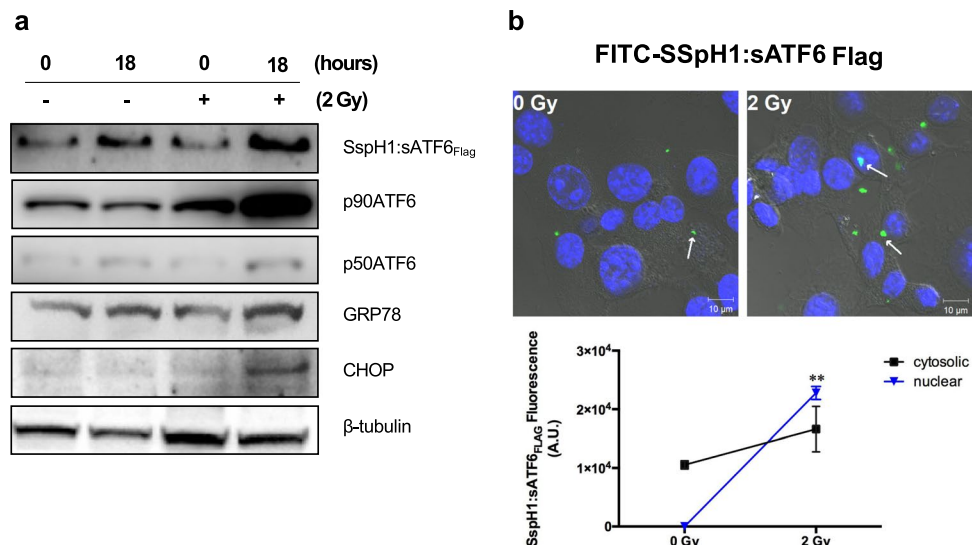 a
0 18 0 18 (hours)
- - + + (2 Gy)
SspH1:sATF6Flag
p90ATF6
p50ATF6
GRP78
CHOP
β-tubulin
b
FITC-SSpH1:sATF6 Flag
0 Gy
10 µm
2 Gy
10 µm
SspH1:sATF6FLAG Fluorescence
(A.U.)
3×10⁴
2×10⁴
1×10⁴
0
**
0 Gy 2 Gy
cytosolic
nuclear